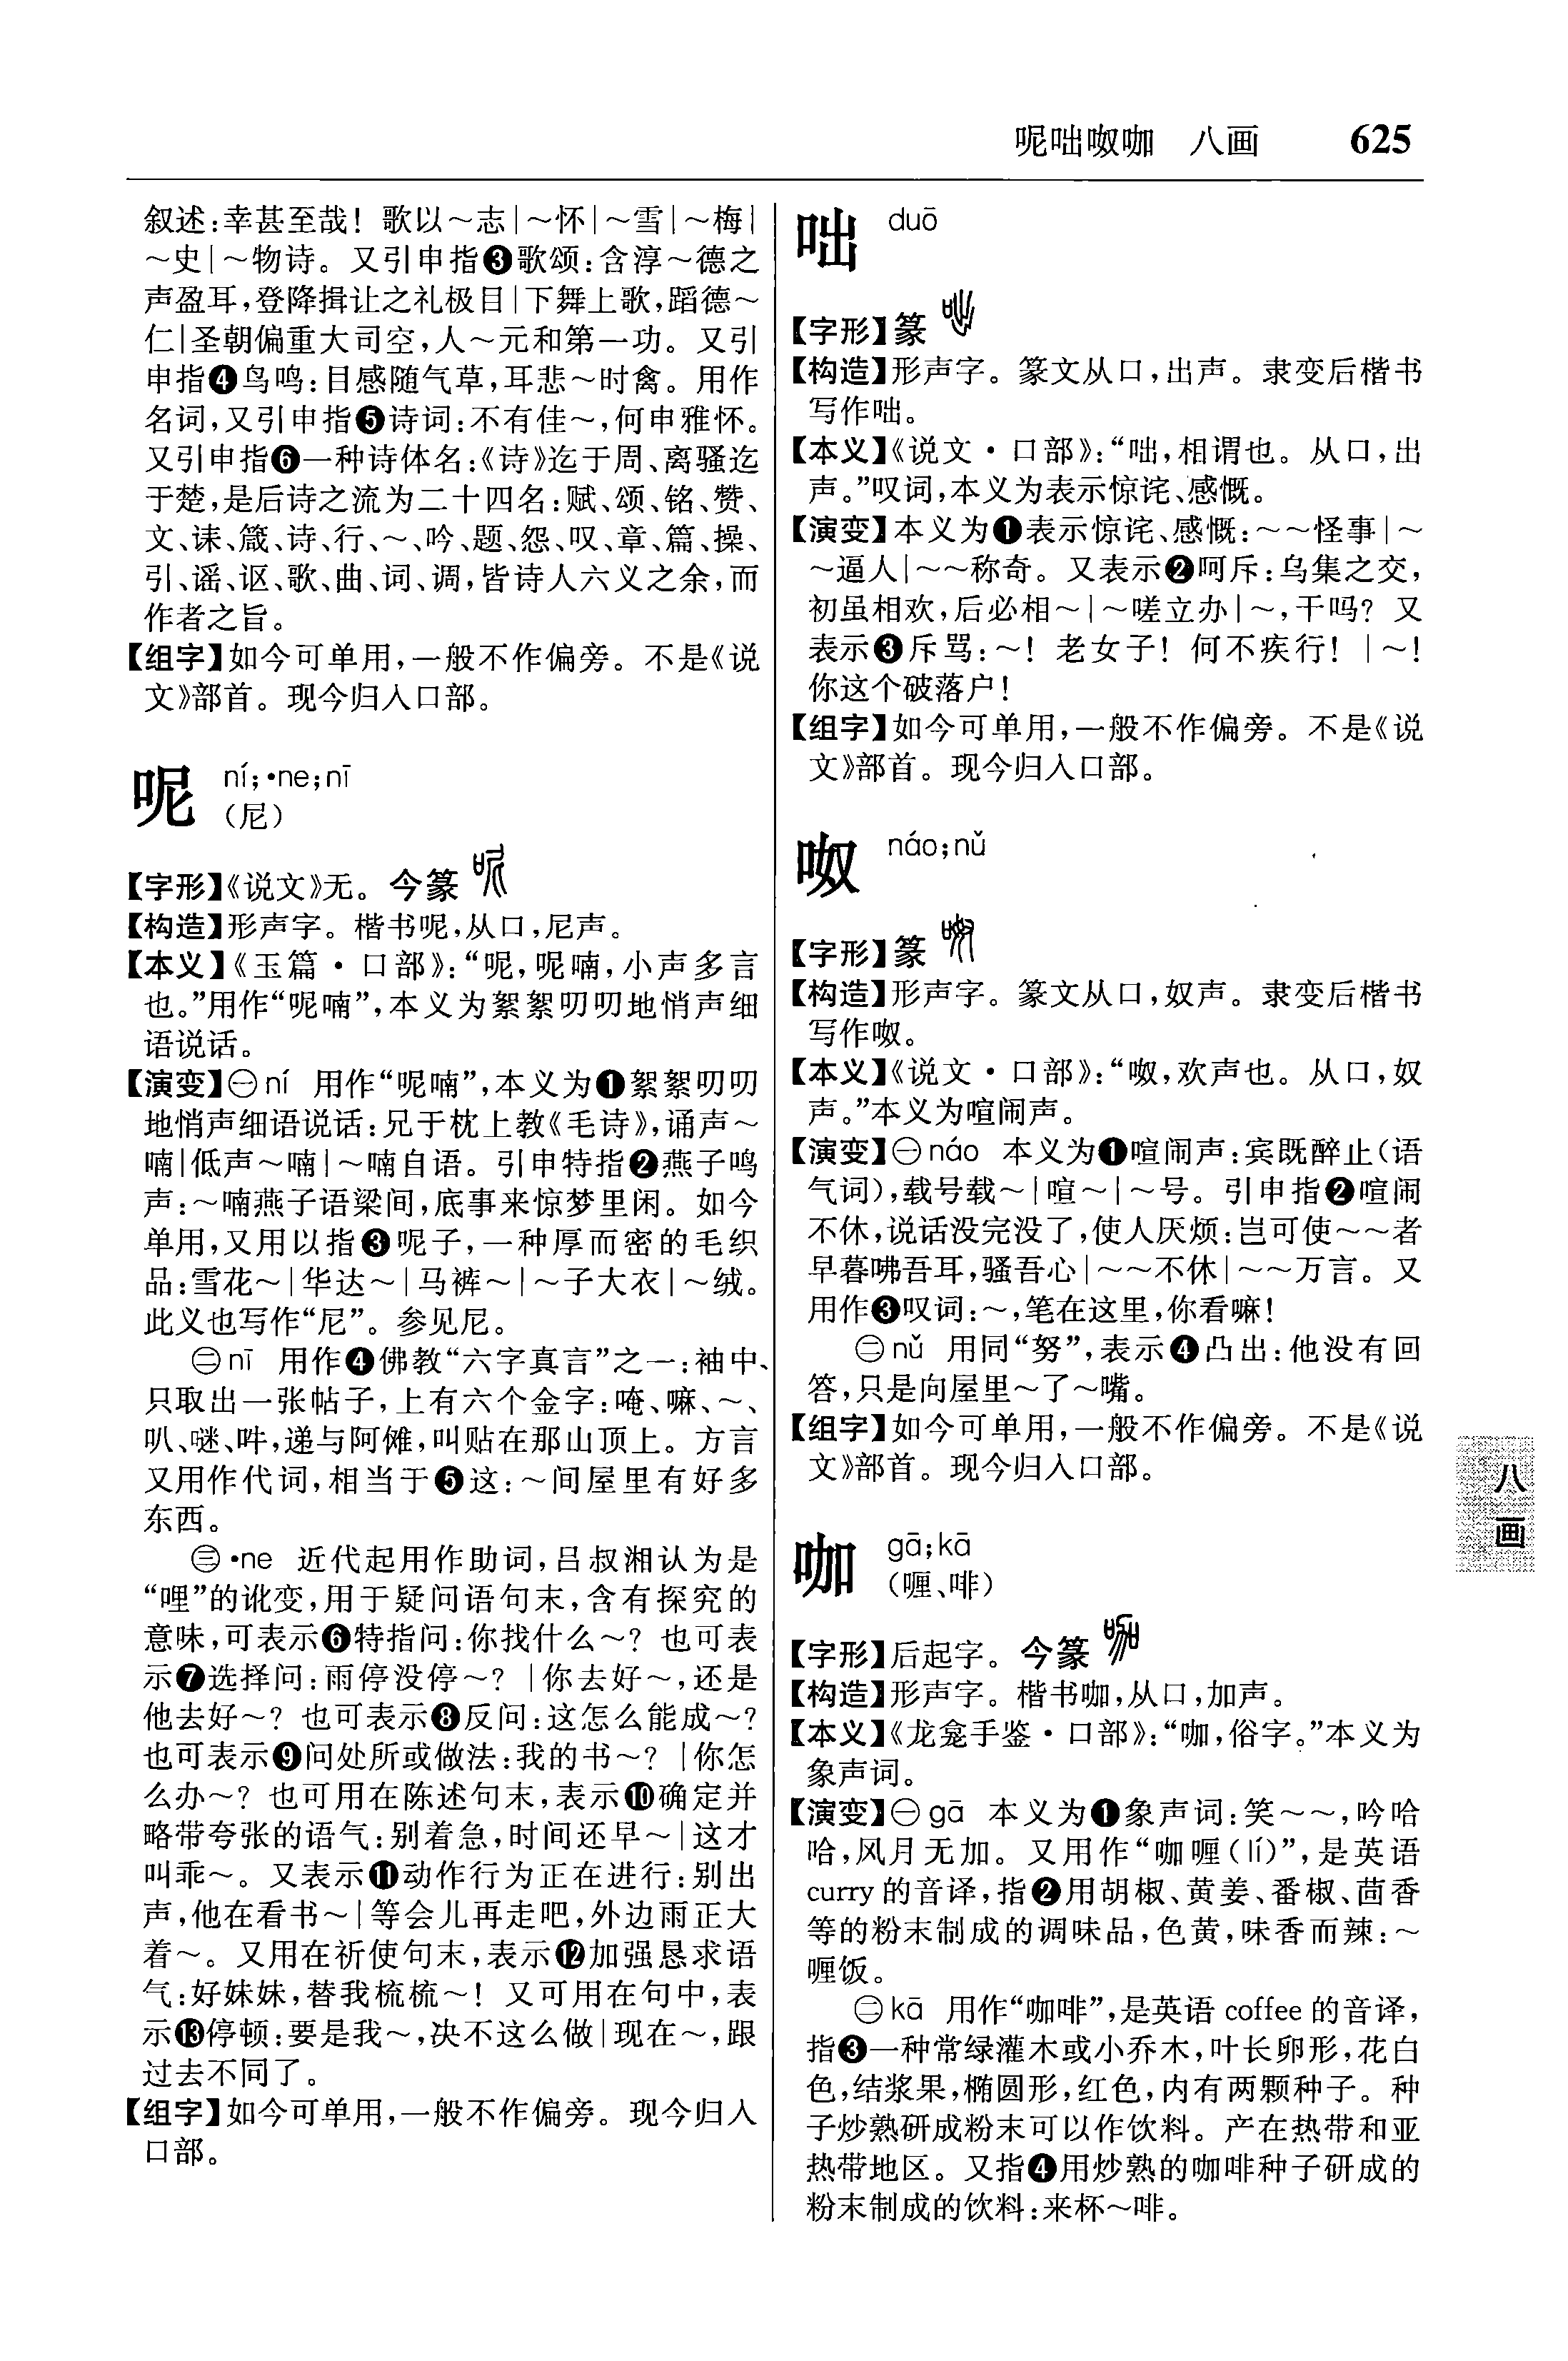 呢咄呶咖 八画 625
叙述:幸甚至哉! 歌以～志|～怀|～雪|～梅|
～史|～物诗。又引申指❸歌颂:含淳～德之
声盈耳,登降揖让之礼极目|下舞上歌,蹈德～
仁|圣朝偏重大司空,人～元和第一功。又引
申指❹鸟鸣:目感随气草,耳悲～时禽。用作
名词,又引申指❺诗词:不有佳～,何申雅怀。
又引申指❻一种诗体名:《诗》迄于周、离骚迄
于楚,是后诗之流为二十四名:赋、颂、铭、赞、
文、诔、箴、诗、行、～、吟、题、怨、叹、章、篇、操、
引、谣、讴、歌、曲、词、调,皆诗人六义之余,而
作者之旨。
【组字】如今可单用,一般不作偏旁。不是《说
文》部首。现今归入口部。
呢 ní;·ne;nī
(尼)
【字形】《说文》无。今篆
【构造】形声字。楷书呢,从口,尼声。
【本义】《玉篇·口部》:“呢,呢喃,小声多言
也。”用作“呢喃”,本义为絮絮叨叨地悄声细
语说话。
【演变】㊀ní 用作“呢喃”,本义为❶絮絮叨叨
地悄声细语说话:兄于枕上教《毛诗》,诵声～
喃|低声～喃|～喃自语。引申特指❷燕子鸣
声:～喃燕子语梁间,底事来惊梦里闲。如今
单用,又用以指❸呢子,一种厚而密的毛织
品:雪花～|华达～|马裤～|～子大衣|～绒。
此义也写作“尼”。参见尼。
㊁nī 用作❹佛教“六字真言”之一:袖中、
只取出一张帖子,上有六个金字:唵、嘛、～、
叭、㘽、吽,递与阿傩,叫贴在那山顶上。方言
又用作代词,相当于❺这:～间屋里有好多
东西。
㊂·ne 近代起用作助词,吕叔湘认为是
“哩”的讹变,用于疑问语句末,含有探究的
意味,可表示❻特指问:你找什么～? 也可表
示❼选择问:雨停没停～? |你去好～,还是
他去好～? 也可表示❽反问:这怎么能成～?
也可表示❾问处所或做法:我的书～? |你怎
么办～? 也可用在陈述句末,表示❿确定并
略带夸张的语气:别着急,时间还早～|这才
叫乖～。又表示⓫动作行为正在进行:别出
声,他在看书～|等会儿再走吧,外边雨正大
着～。又用在祈使句末,表示⓬加强恳求语
气:好妹妹,替我梳梳～! 又可用在句中,表
示⓭停顿:要是我～,决不这么做|现在～,跟
过去不同了。
【组字】如今可单用,一般不作偏旁。现今归入
口部。
咄 duō
【字形】篆
【构造】形声字。篆文从口,出声。隶变后楷书
写作咄。
【本义】《说文·口部》:“咄,相谓也。从口,出
声。”叹词,本义为表示惊诧、感慨。
【演变】本义为❶表示惊诧、感慨:～～怪事|～
～逼人|～～称奇。又表示❷呵斥:乌集之交,
初虽相欢,后必相～|～嗟立办|～,干吗? 又
表示❸斥骂:～! 老女子! 何不疾行! |～!
你这个破落户!
【组字】如今可单用,一般不作偏旁。不是《说
文》部首。现今归入口部。
呶 náo;nǔ
【字形】篆
【构造】形声字。篆文从口,奴声。隶变后楷书
写作呶。
【本义】《说文·口部》:“呶,欢声也。从口,奴
声。”本义为喧闹声。
【演变】㊀náo 本义为❶喧闹声:宾既醉止(语
气词),载号载～|喧～|～号。引申指❷喧闹
不休,说话没完没了,使人厌烦:岂可使～～者
早暮咈吾耳,骚吾心|～～不休|～～万言。又
用作❸叹词:～,笔在这里,你看嘛!
㊁nǔ 用同“努”,表示❹凸出:他没有回
答,只是向屋里～了～嘴。
【组字】如今可单用,一般不作偏旁。不是《说
文》部首。现今归入口部。
咖 gā;kā
(喱、啡)
【字形】后起字。今篆
【构造】形声字。楷书咖,从口,加声。
【本义】《龙龛手鉴·口部》:“咖,俗字。”本义为
象声词。
【演变】㊀gā 本义为❶象声词:笑～～,吟哈
哈,风月无加。又用作“咖喱(lí)”,是英语
curry 的音译,指❷用胡椒、黄姜、番椒、茴香
等的粉末制成的调味品,色黄,味香而辣:～
喱饭。
㊁kā 用作“咖啡”,是英语 coffee 的音译,
指❸一种常绿灌木或小乔木,叶长卵形,花白
色,结浆果,椭圆形,红色,内有两颗种子。种
子炒熟研成粉末可以作饮料。产在热带和亚
热带地区。又指❹用炒熟的咖啡种子研成的
粉末制成的饮料:来杯～啡。
八画